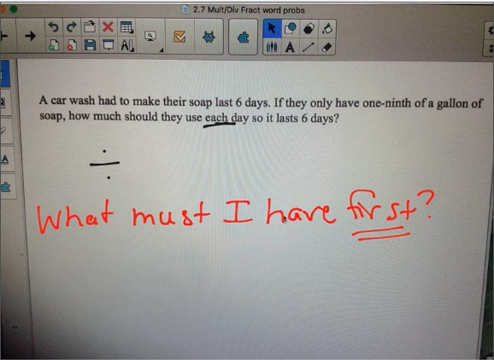 2.7 Mult/Div Fract word probs
A car wash had to make their soap last 6 days. If they only have one-ninth of a gallon of
soap, how much should they use each day so it lasts 6 days?
÷
What must I have first?